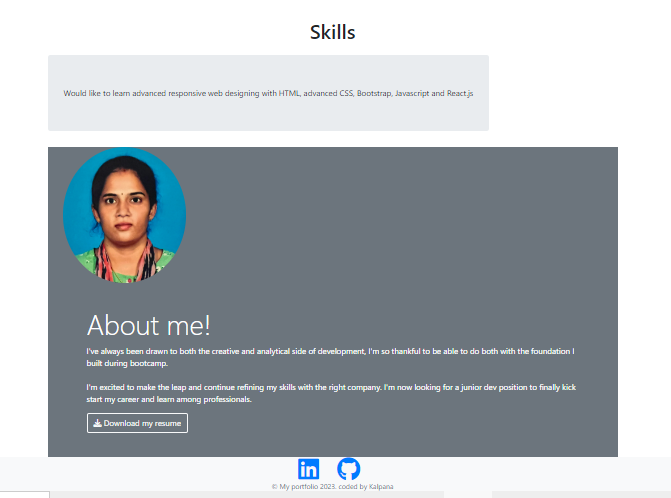 Skills
Would like to learn advanced responsive web designing with HTML, advanced CSS, Bootstrap, Javascript and React.js
About me!
I've always been drawn to both the creative and analytical side of development, I'm so thankful to be able to do both with the foundation I
built during bootcamp.
I'm excited to make the leap and continue refining my skills with the right company. I'm now looking for a junior dev position to finally kick
start my career and learn among professionals.
Download my resume
in
© My portfolio 2023. coded by Kalpana